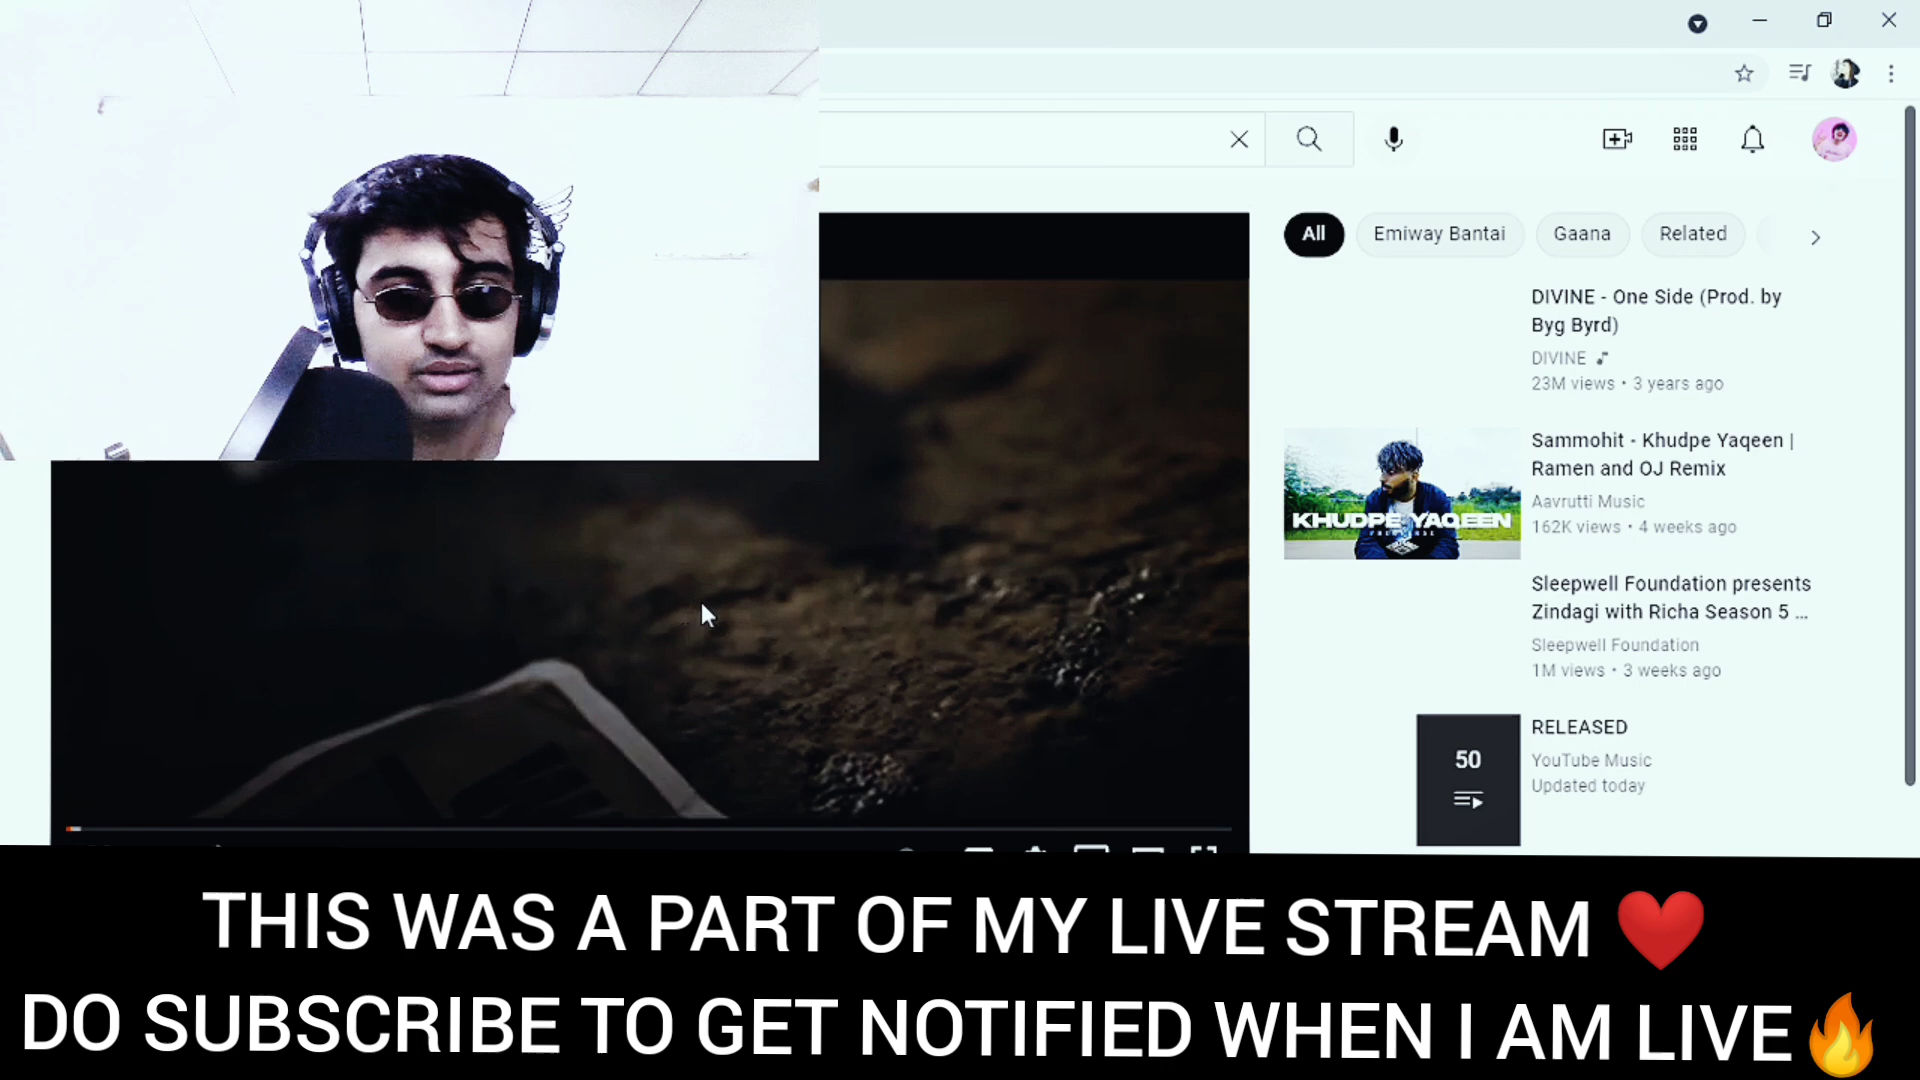 All
Emiway Bantai
Gaana
Related
DIVINE - One Side (Prod. by
Byg Byrd)
DIVINE
23M views • 3 years ago
Sammohit - Khudpe Yaqeen |
Ramen and OJ Remix
Aavrutti Music
162K views • 4 weeks ago
KHUDPE YAQEEN
Sleepwell Foundation presents
Zindagi with Richa Season 5 ...
Sleepwell Foundation
1M views • 3 weeks ago
50
RELEASED
YouTube Music
Updated today
THIS WAS A PART OF MY LIVE STREAM ❤️
DO SUBSCRIBE TO GET NOTIFIED WHEN I AM LIVE🔥